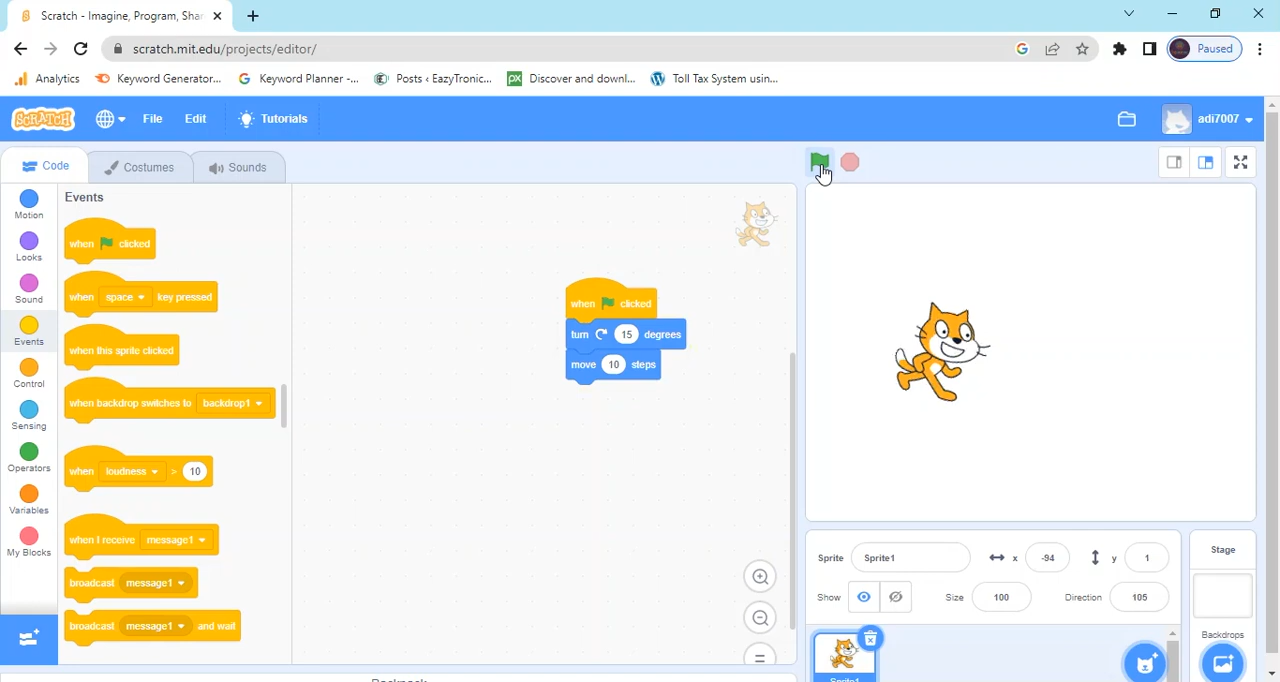 Scratch - Imagine, Program, Shar
scratch.mit.edu/projects/editor/
Paused
Analytics
Keyword Generator...
Keyword Planner -...
Posts ‹ EazyTronic...
Discover and downl...
Toll Tax System usin...
SCRATCH
File
Edit
Tutorials
adi7007
Code
Costumes
Sounds
Motion
Looks
Sound
Events
Control
Sensing
Operators
Variables
My Blocks
Events
when clicked
when space key pressed
when this sprite clicked
when backdrop switches to backdrop1
when loudness > 10
when I receive message1
broadcast message1
broadcast message1 and wait
when clicked
turn 15 degrees
move 10 steps
Sprite Sprite1 x -94 y 1
Show Size 100 Direction 105
Sprite1
Stage
Backdrops
Backpack